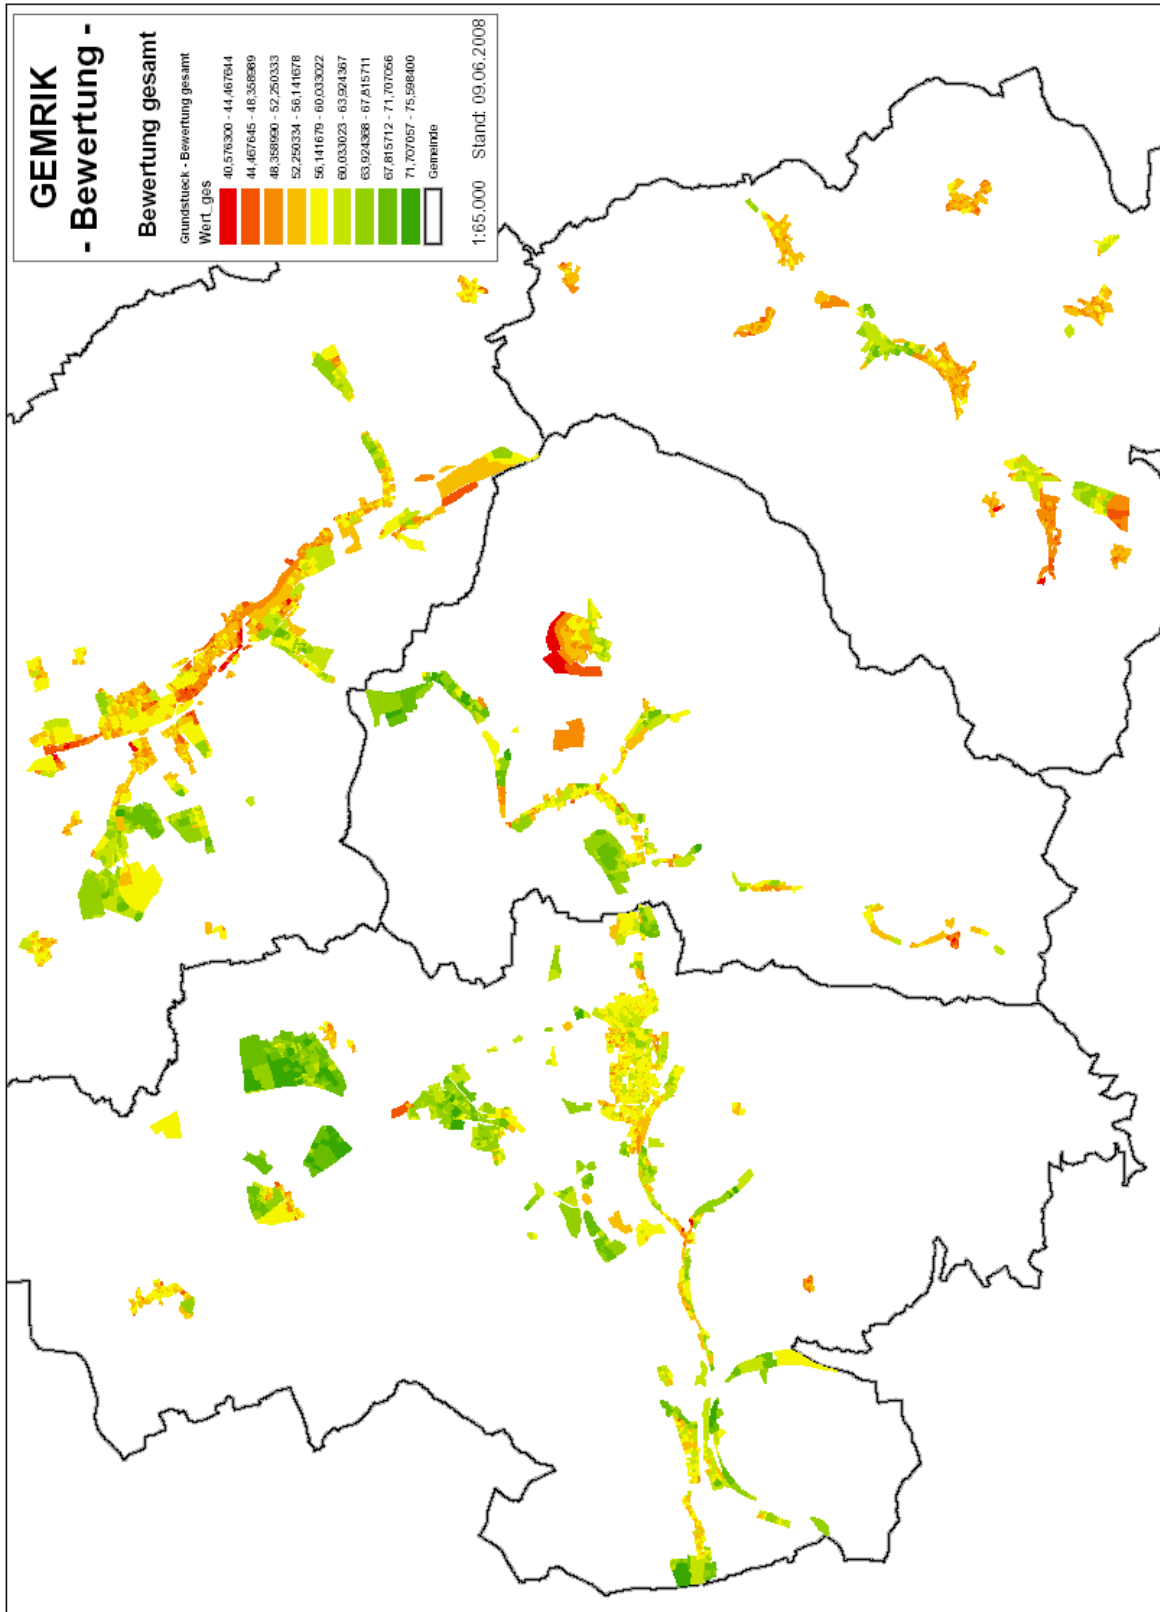 GEMRIK
- Bewertung -
Bewertung gesamt
Grundstueck - Bewertung gesamt
Wert_ges
40,576300 - 44,467644
44,467645 - 48,358989
48,358990 - 52,250333
52,250334 - 56,141678
56,141679 - 60,033022
60,033023 - 63,924367
63,924368 - 67,815711
67,815712 - 71,707056
71,707057 - 75,598400
Gemeinde
1:65.000 Stand: 09.06.2008